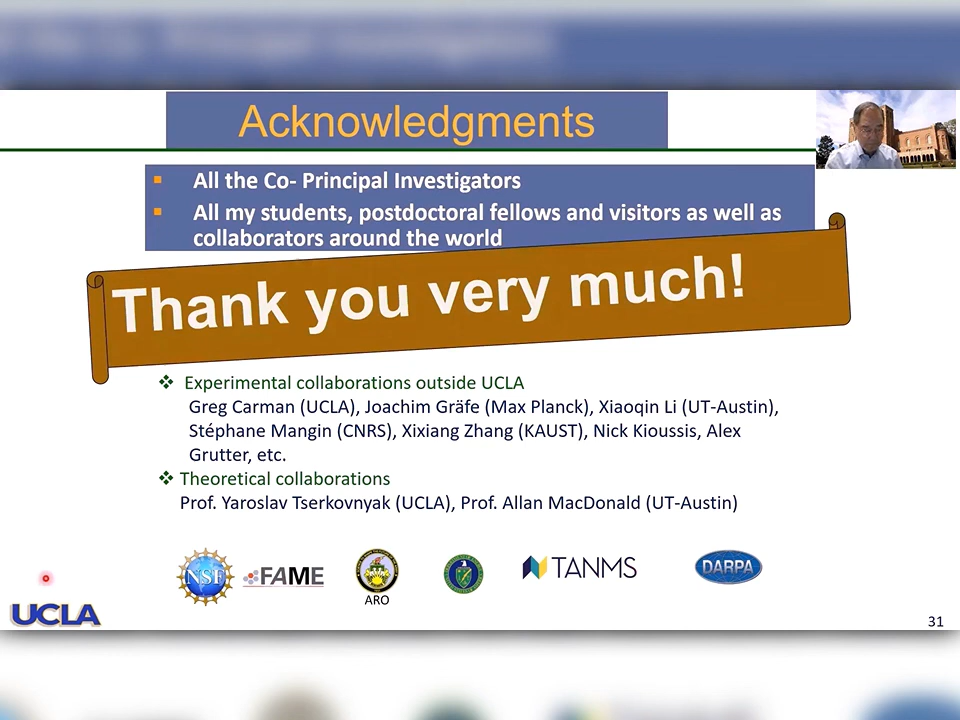 Acknowledgments
All the Co- Principal Investigators
All my students, postdoctoral fellows and visitors as well as
collaborators around the world
Thank you very much!
Experimental collaborations outside UCLA
Greg Carman (UCLA), Joachim Gräfe (Max Planck), Xiaoqin Li (UT-Austin),
Stéphane Mangin (CNRS), Xixiang Zhang (KAUST), Nick Kioussis, Alex
Grutter, etc.
Theoretical collaborations
Prof. Yaroslav Tserkovnyak (UCLA), Prof. Allan MacDonald (UT-Austin)
NSF
FAME
ARO
TANMS
DARPA
UCLA
31